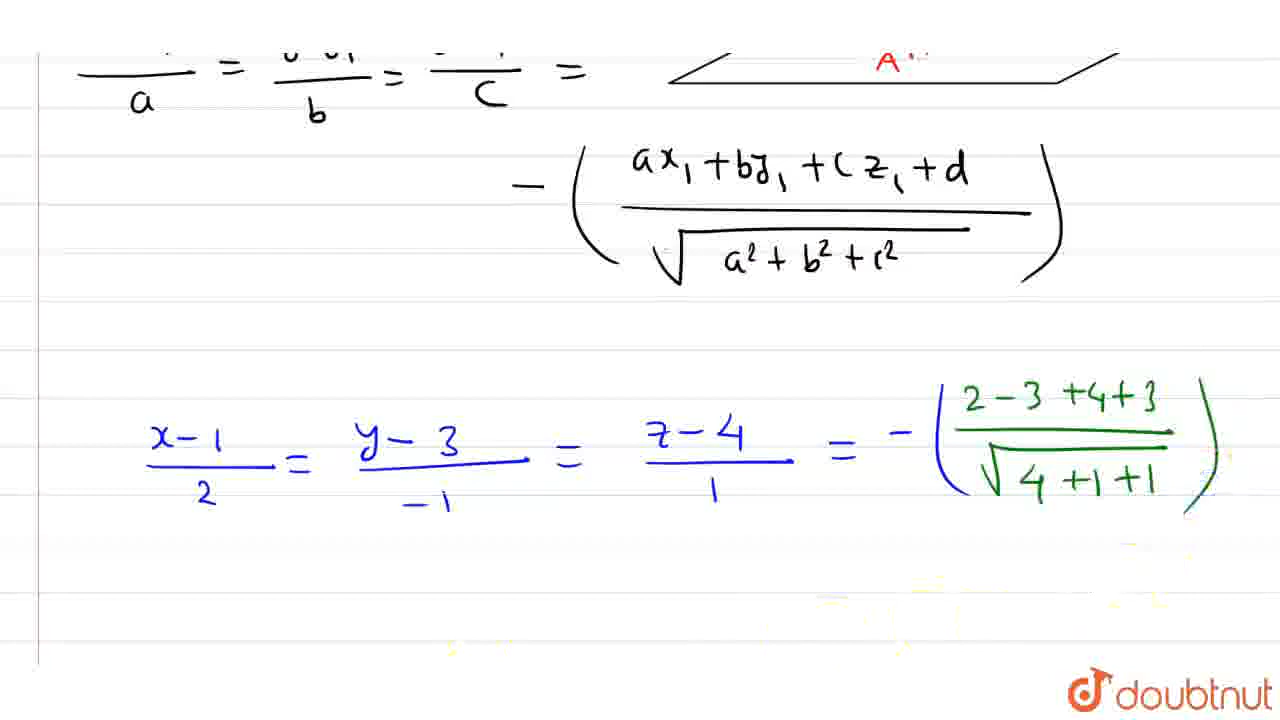 a = b = c =
A
- ( ax₁ + by₁ + cz₁ + d / √a² + b² + c² )
x - 1 / 2 = y - 3 / -1 = z - 4 / 1 = - ( 2 - 3 + 4 + 3 / √4 + 1 + 1 )
doubtnut